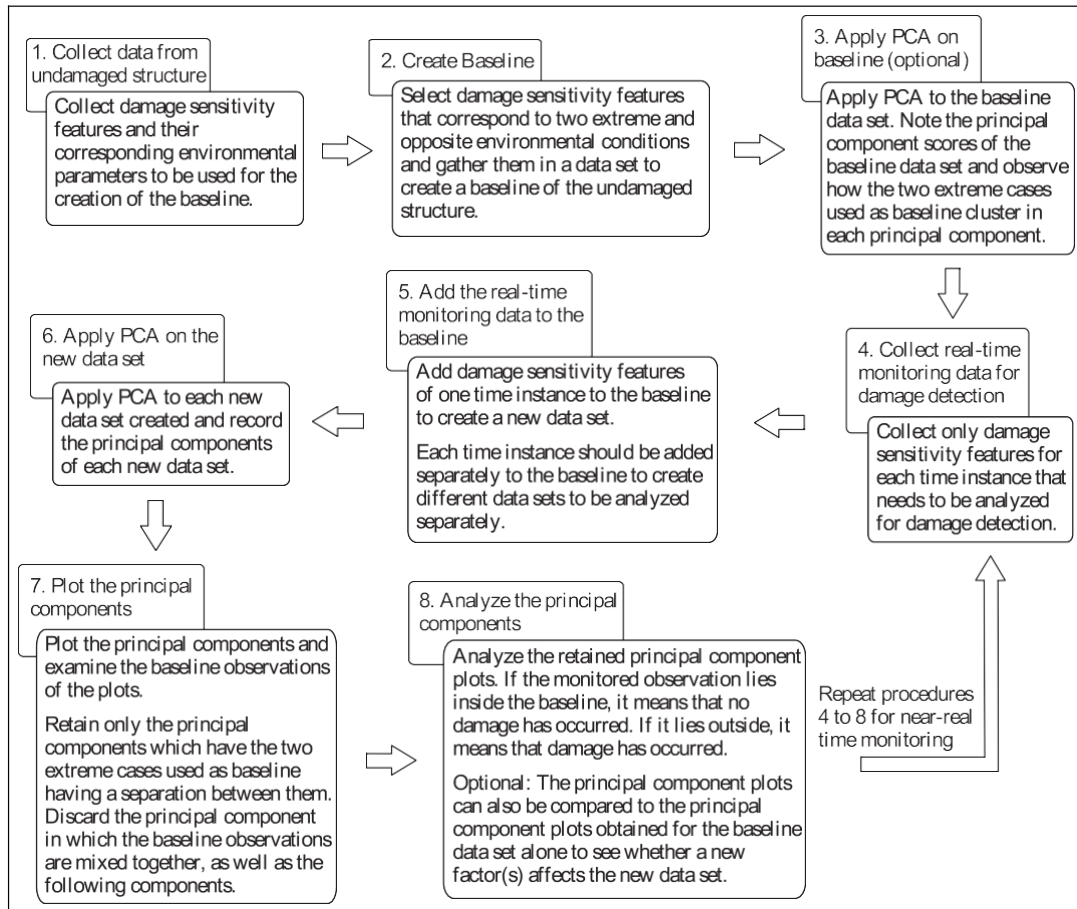 1. Collect data from
undamaged structure
Collect damage sensitivity
features and their
corresponding environmental
parameters to be used for the
creation of the baseline.
2. Create Baseline
Select damage sensitivity features
that correspond to two extreme and
opposite environmental conditions
and gather them in a data set to
create a baseline of the undamaged
structure.
3. Apply PCA on
baseline (optional)
Apply PCA to the baseline
data set. Note the principal
component scores of the
baseline data set and observe
how the two extreme cases
used as baseline cluster in
each principal component.
4. Collect real-time
monitoring data for
damage detection
Collect only damage
sensitivity features for
each time instance that
needs to be analyzed
for damage detection.
5. Add the real-time
monitoring data to the
baseline
Add damage sensitivity features
of one time instance to the baseline
to create a new data set.
Each time instance should be added
separately to the baseline to create
different data sets to be analyzed
separately.
6. Apply PCA on the
new data set
Apply PCA to each new
data set created and record
the principal components
of each new data set.
7. Plot the principal
components
Plot the principal components and
examine the baseline observations
of the plots.
Retain only the principal
components which have the two
extreme cases used as baseline
having a separation between them.
Discard the principal component
in which the baseline observations
are mixed together, as well as the
following components.
8. Analyze the principal
components
Analyze the retained principal component
plots. If the monitored observation lies
inside the baseline, it means that no
damage has occurred. If it lies outside, it
means that damage has occurred.
Optional: The principal component plots
can also be compared to the principal
component plots obtained for the baseline
data set alone to see whether a new
factor(s) affects the new data set.
Repeat procedures
4 to 8 for near-real
time monitoring